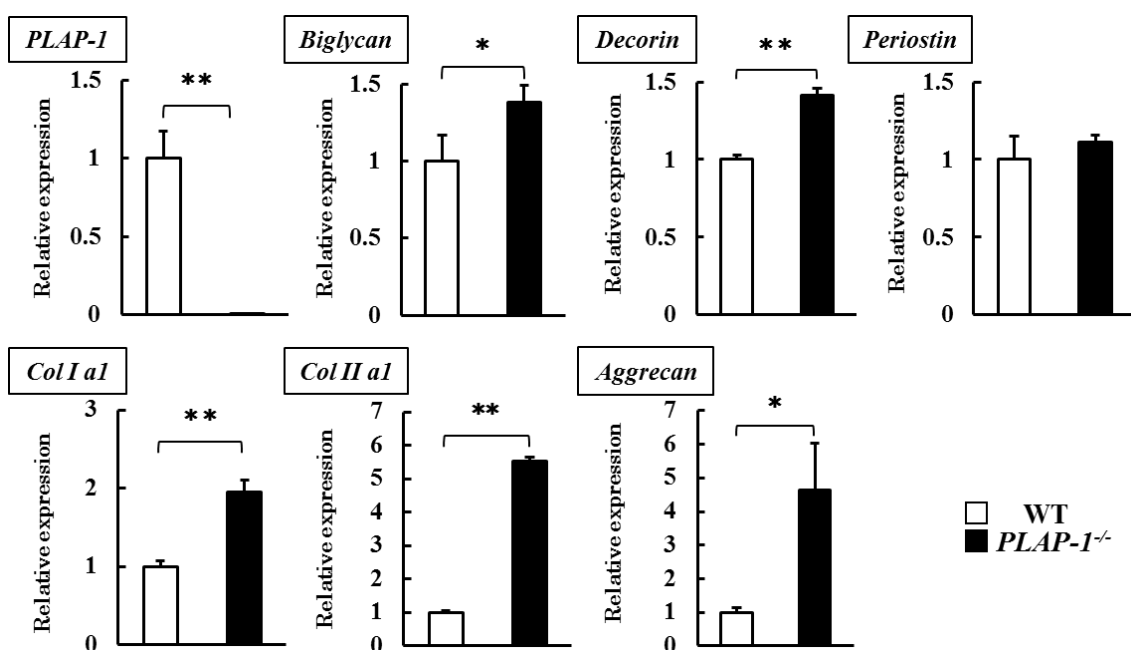 PLAP-1
**
Relative expression
1.5
1
0.5
0
Biglycan
*
Relative expression
1.5
1
0.5
0
Decorin
**
Relative expression
1.5
1
0.5
0
Periostin
Relative expression
1.5
1
0.5
0
Col I a1
**
Relative expression
3
2
1
0
Col II a1
**
Relative expression
7
6
5
4
3
2
1
0
Aggrecan
*
Relative expression
7
6
5
4
3
2
1
0
WT
PLAP-1-/-